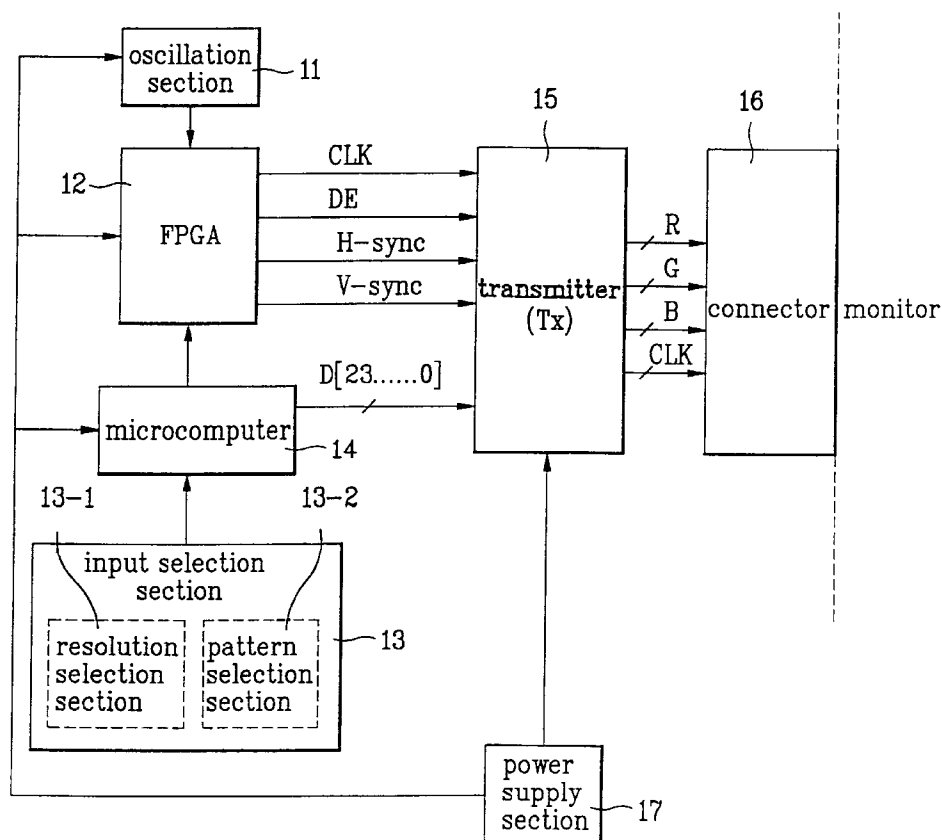 oscillation
section
11
12
FPGA
CLK
DE
H-sync
V-sync
15
transmitter
(Tx)
16
R
G
B
CLK
connector
monitor
D[23......0]
microcomputer
14
13-1
13-2
input selection
section
13
resolution
selection
section
pattern
selection
section
power
supply
section
17